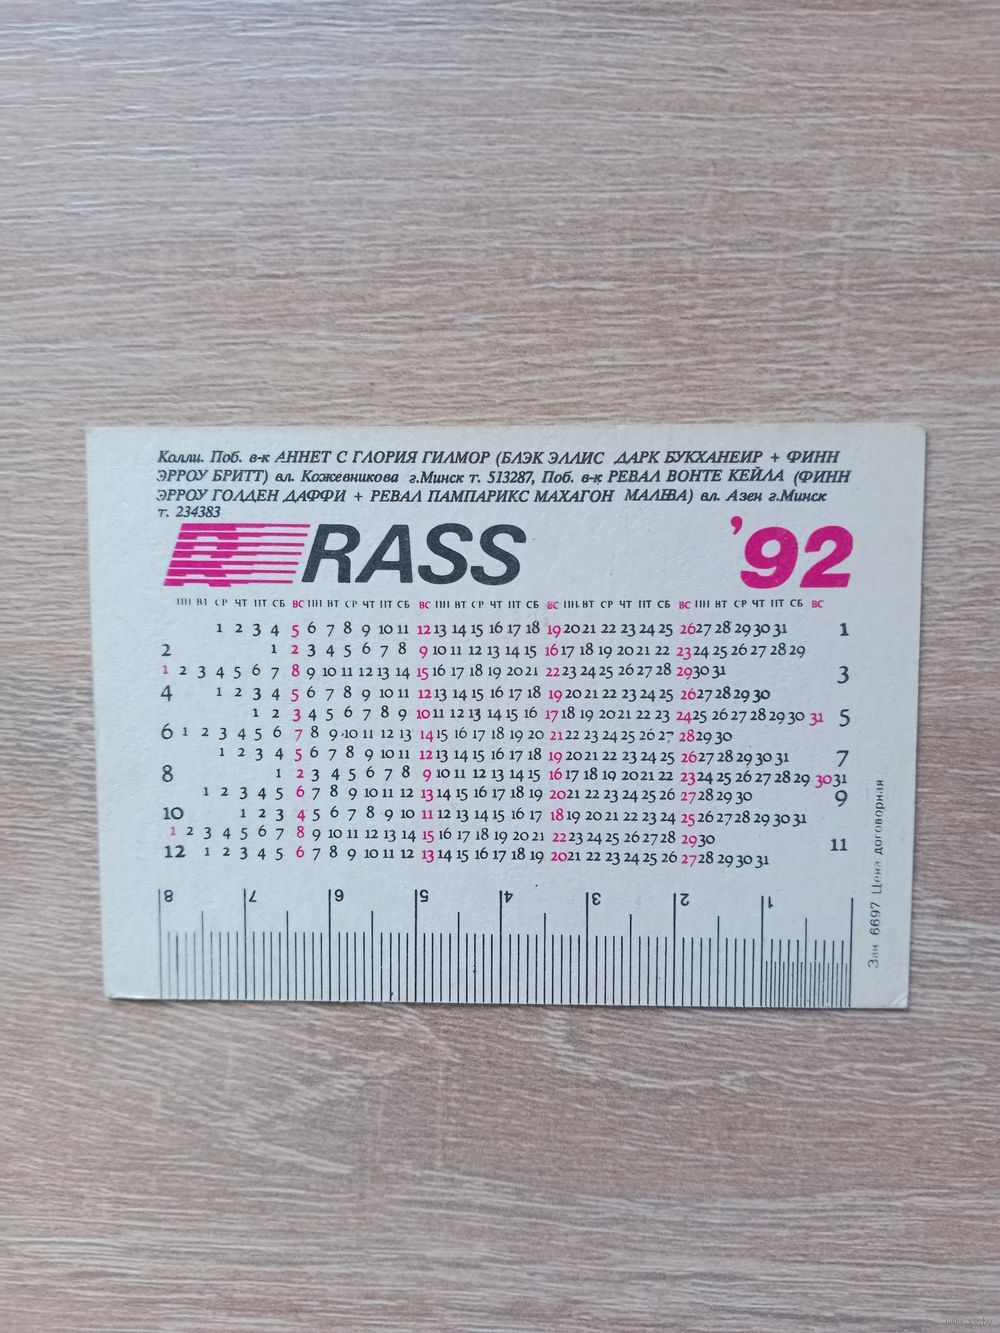 Колли. Поб. в-к АННЕТ С ГЛОРИЯ ГИЛМОР (БЛЭК ЭЛЛИС ДАРК БУКХАНЕИР + ФИНН
ЭРРОУ БРИТТ) вл. Кожевникова г.Минск т. 513287, Поб. в-к РЕВАЛ ВОНТЕ КЕЙЛА (ФИНН
ЭРРОУ ГОЛДЕН ДАФФИ + РЕВАЛ ПАМПАРИКС МАХАГОН МАЛЬВА) вл. Азен г.Минск
т. 234383
R RASS '92
ПН ВТ СР ЧТ ПТ СБ ВС ПН ВТ СР ЧТ ПТ СБ ВС ПН ВТ СР ЧТ ПТ СБ ВС ПН ВТ СР ЧТ ПТ СБ ВС ПН ВТ СР ЧТ ПТ СБ ВС
1 2 3 4 5 6 7 8 9 10 11 12 13 14 15 16 17 18 19 20 21 22 23 24 25 26 27 28 29 30 31 1
2 1 2 3 4 5 6 7 8 9 10 11 12 13 14 15 16 17 18 19 20 21 22 23 24 25 26 27 28 29
1 2 3 4 5 6 7 8 9 10 11 12 13 14 15 16 17 18 19 20 21 22 23 24 25 26 27 28 29 30 31 3
4 1 2 3 4 5 6 7 8 9 10 11 12 13 14 15 16 17 18 19 20 21 22 23 24 25 26 27 28 29 30
1 2 3 4 5 6 7 8 9 10 11 12 13 14 15 16 17 18 19 20 21 22 23 24 25 26 27 28 29 30 31 5
6 1 2 3 4 5 6 7 8 9 10 11 12 13 14 15 16 17 18 19 20 21 22 23 24 25 26 27 28 29 30
1 2 3 4 5 6 7 8 9 10 11 12 13 14 15 16 17 18 19 20 21 22 23 24 25 26 27 28 29 30 31 7
8 1 2 3 4 5 6 7 8 9 10 11 12 13 14 15 16 17 18 19 20 21 22 23 24 25 26 27 28 29 30 31
1 2 3 4 5 6 7 8 9 10 11 12 13 14 15 16 17 18 19 20 21 22 23 24 25 26 27 28 29 30 9
10 1 2 3 4 5 6 7 8 9 10 11 12 13 14 15 16 17 18 19 20 21 22 23 24 25 26 27 28 29 30 31
1 2 3 4 5 6 7 8 9 10 11 12 13 14 15 16 17 18 19 20 21 22 23 24 25 26 27 28 29 30 11
12 1 2 3 4 5 6 7 8 9 10 11 12 13 14 15 16 17 18 19 20 21 22 23 24 25 26 27 28 29 30 31
8 7 6 5 4 3 2 1
Зак 6697 Цена договорная